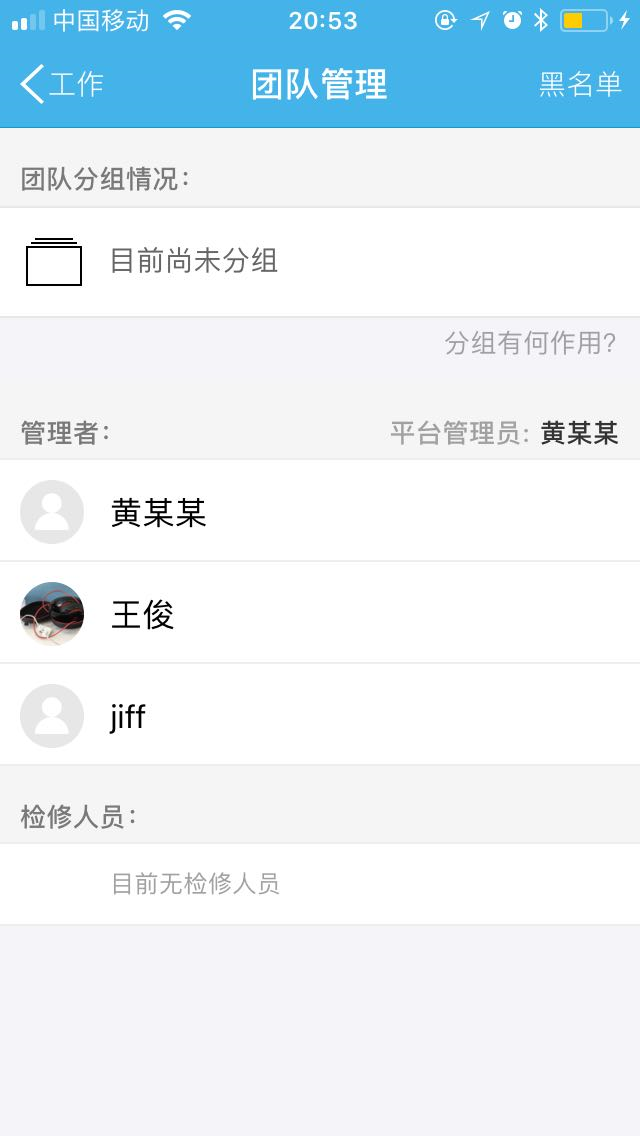 中国移动 20:53
工作 团队管理 黑名单
团队分组情况：
目前尚未分组
分组有何作用?
管理者： 平台管理员: 黄某某
黄某某
王俊
jiff
检修人员：
目前无检修人员